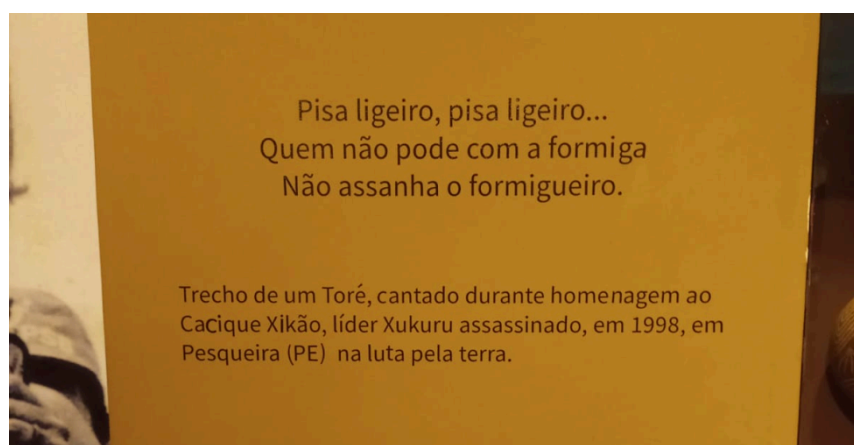 Pisa ligeiro, pisa ligeiro...
Quem não pode com a formiga
Não assanha o formigueiro.
Trecho de um Toré, cantado durante homenagem ao
Cacique Xikão, líder Xukuru assassinado, em 1998, em
Pesqueira (PE)  na luta pela terra.